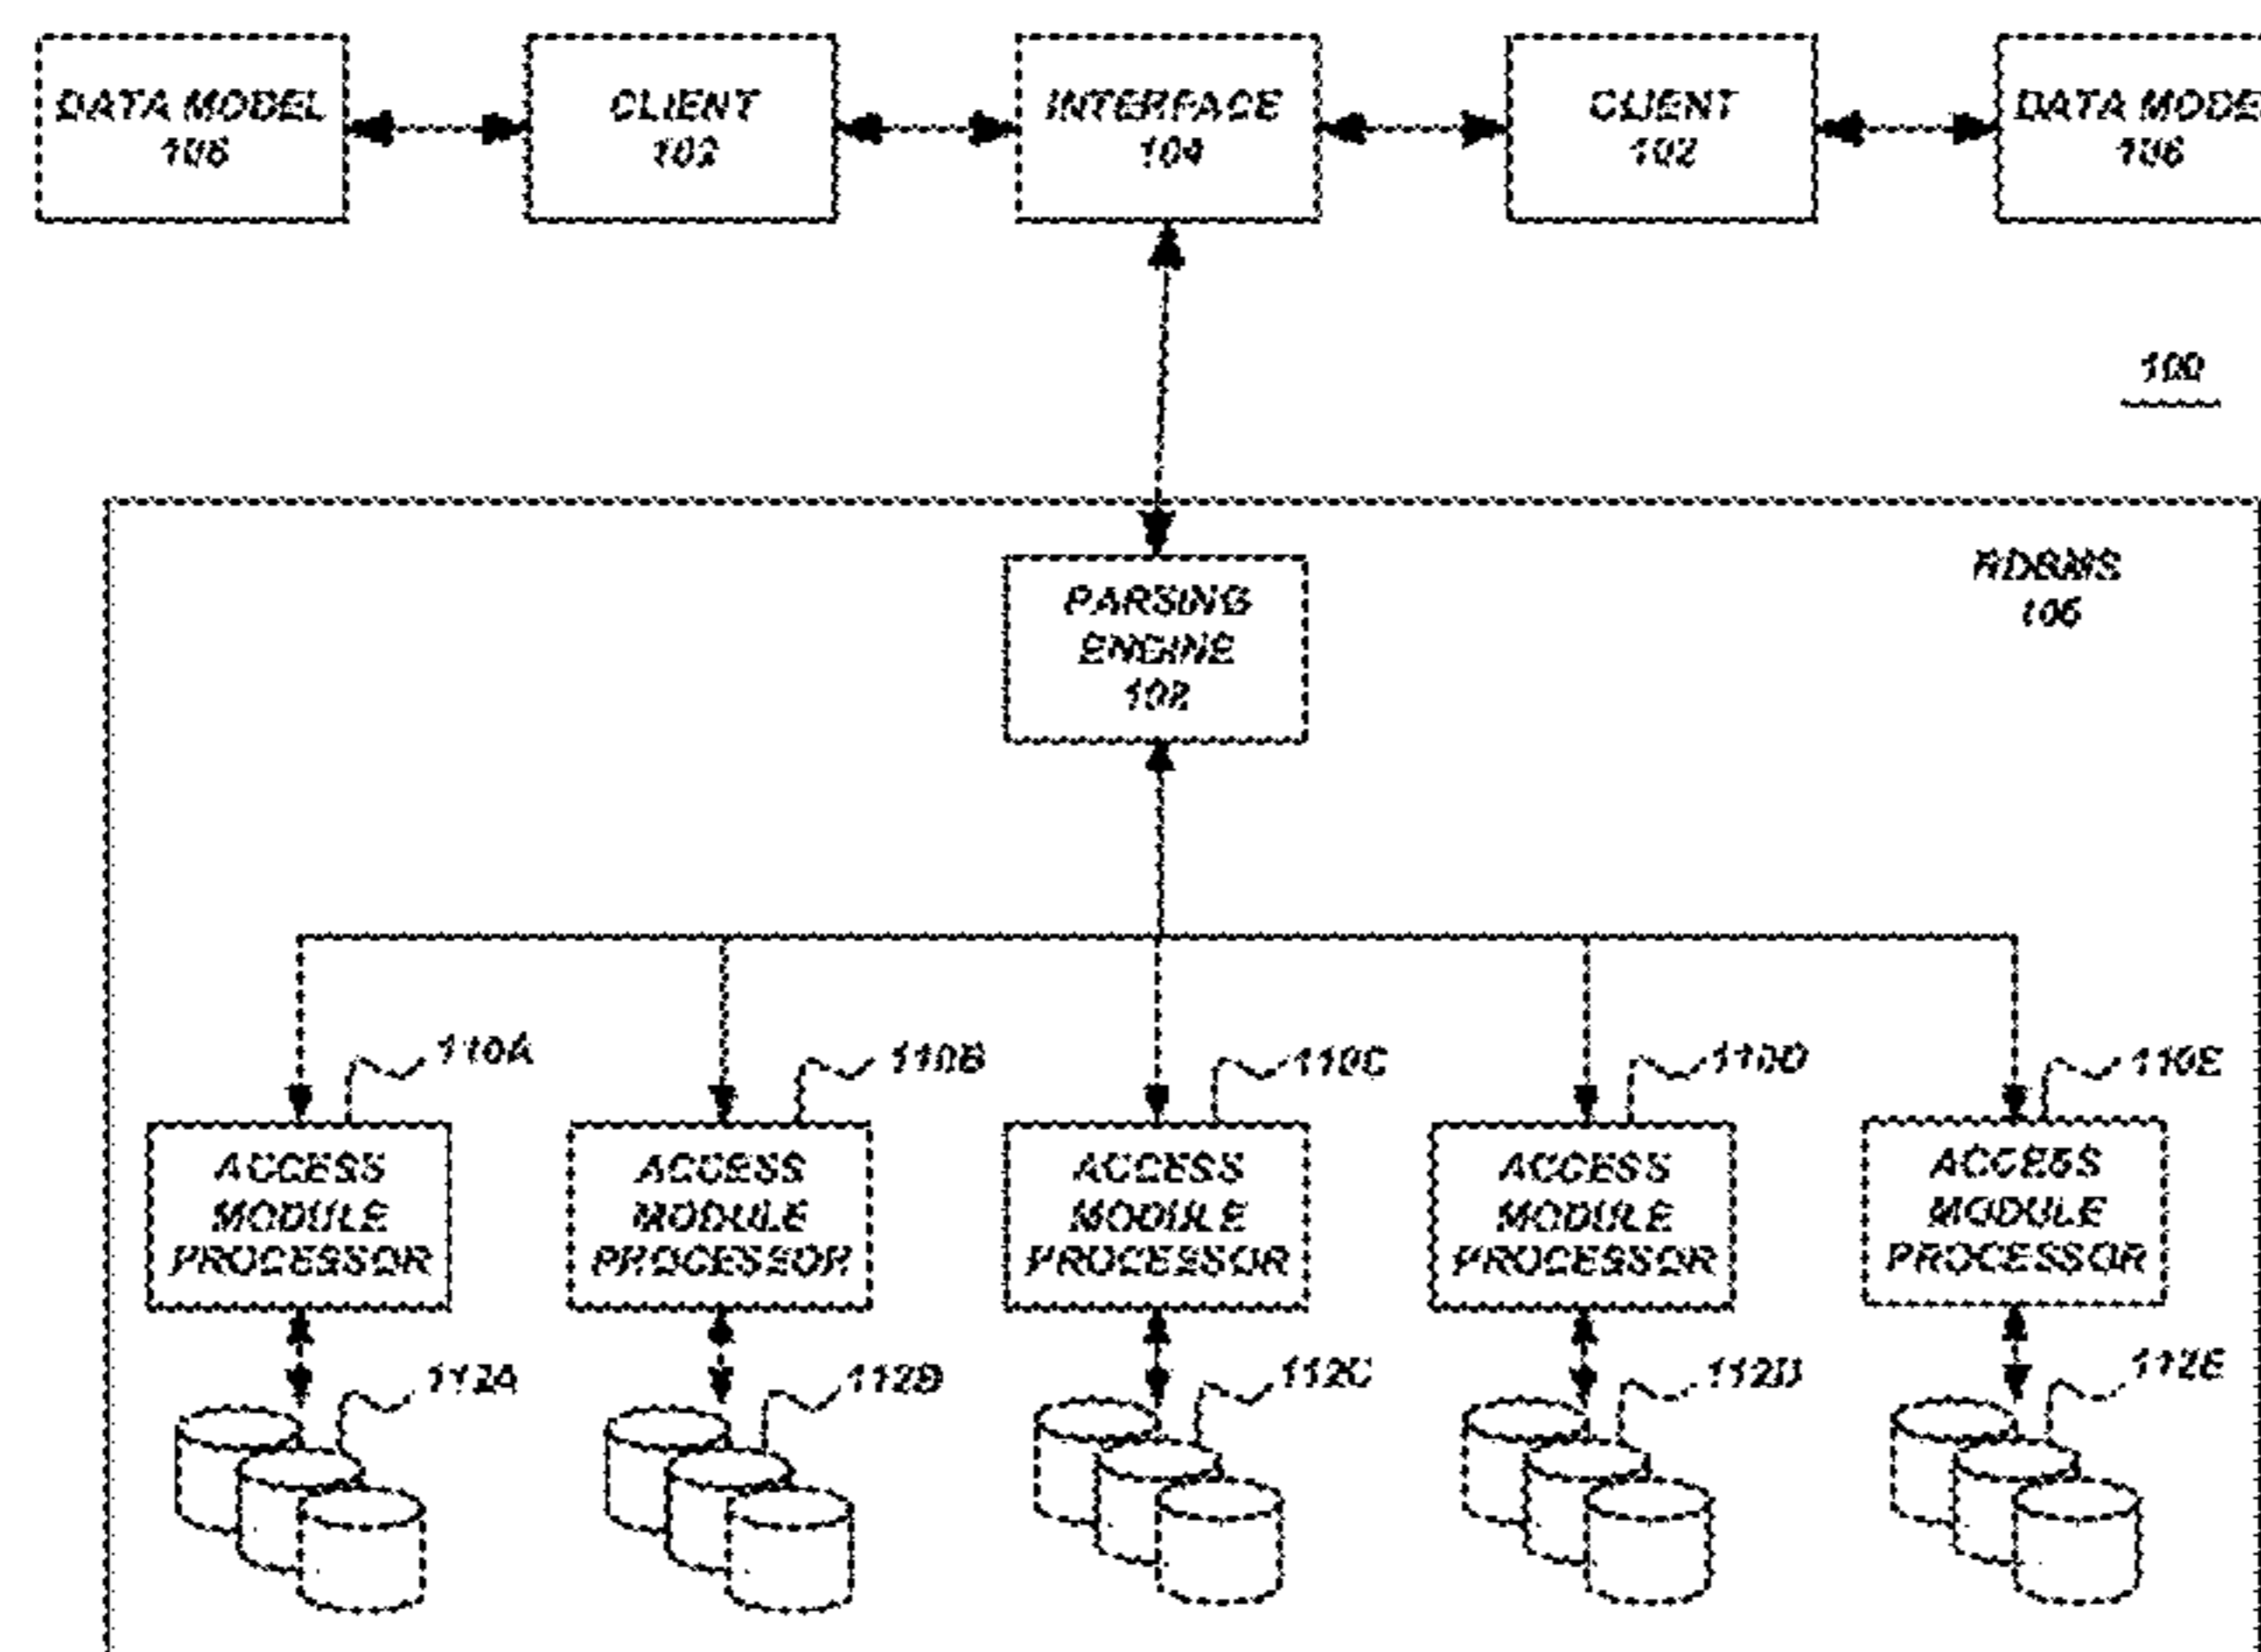 DATA MODEL
106
CLIENT
102
INTERFACE
104
CLIENT
102
DATA MODE
106
100
RDBMS
106
PARSING
ENGINE
108
110A
110B
110C
110D
110E
ACCESS
MODULE
PROCESSOR
ACCESS
MODULE
PROCESSOR
ACCESS
MODULE
PROCESSOR
ACCESS
MODULE
PROCESSOR
ACCESS
MODULE
PROCESSOR
112A
112B
112C
112D
112E